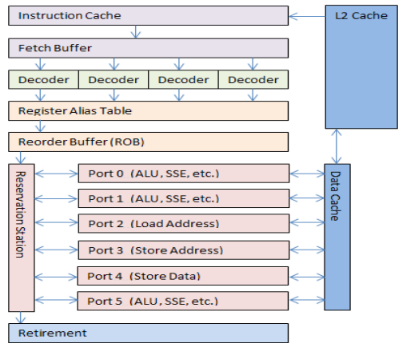 Instruction Cache
L2 Cache
Fetch Buffer
Decoder Decoder Decoder Decoder
Register Alias Table
Reorder Buffer (ROB)
Reservation Station
Port 0 (ALU, SSE, etc.)
Port 1 (ALU, SSE, etc.)
Port 2 (Load Address)
Port 3 (Store Address)
Port 4 (Store Data)
Port 5 (ALU, SSE, etc.)
Data Cache
Retirement